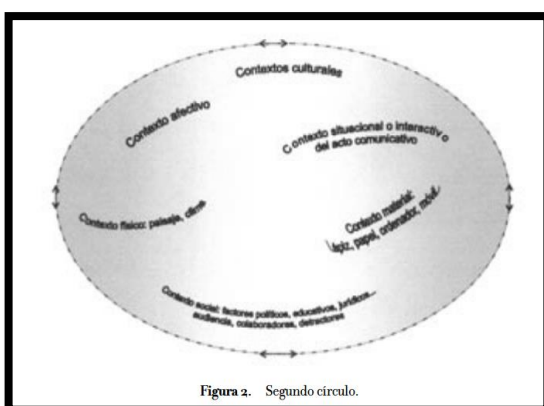 Contextos culturales
Contexto afectivo
Contexto situacional o interactivo
del acto comunicativo
Contexto físico: paisaje, clima
Contexto material:
lápiz, papel, ordenador, móvil
Contexto social: factores políticos, educativos, jurídicos...
audiencia, colaboradores, detractores
Figura 2. Segundo círculo.